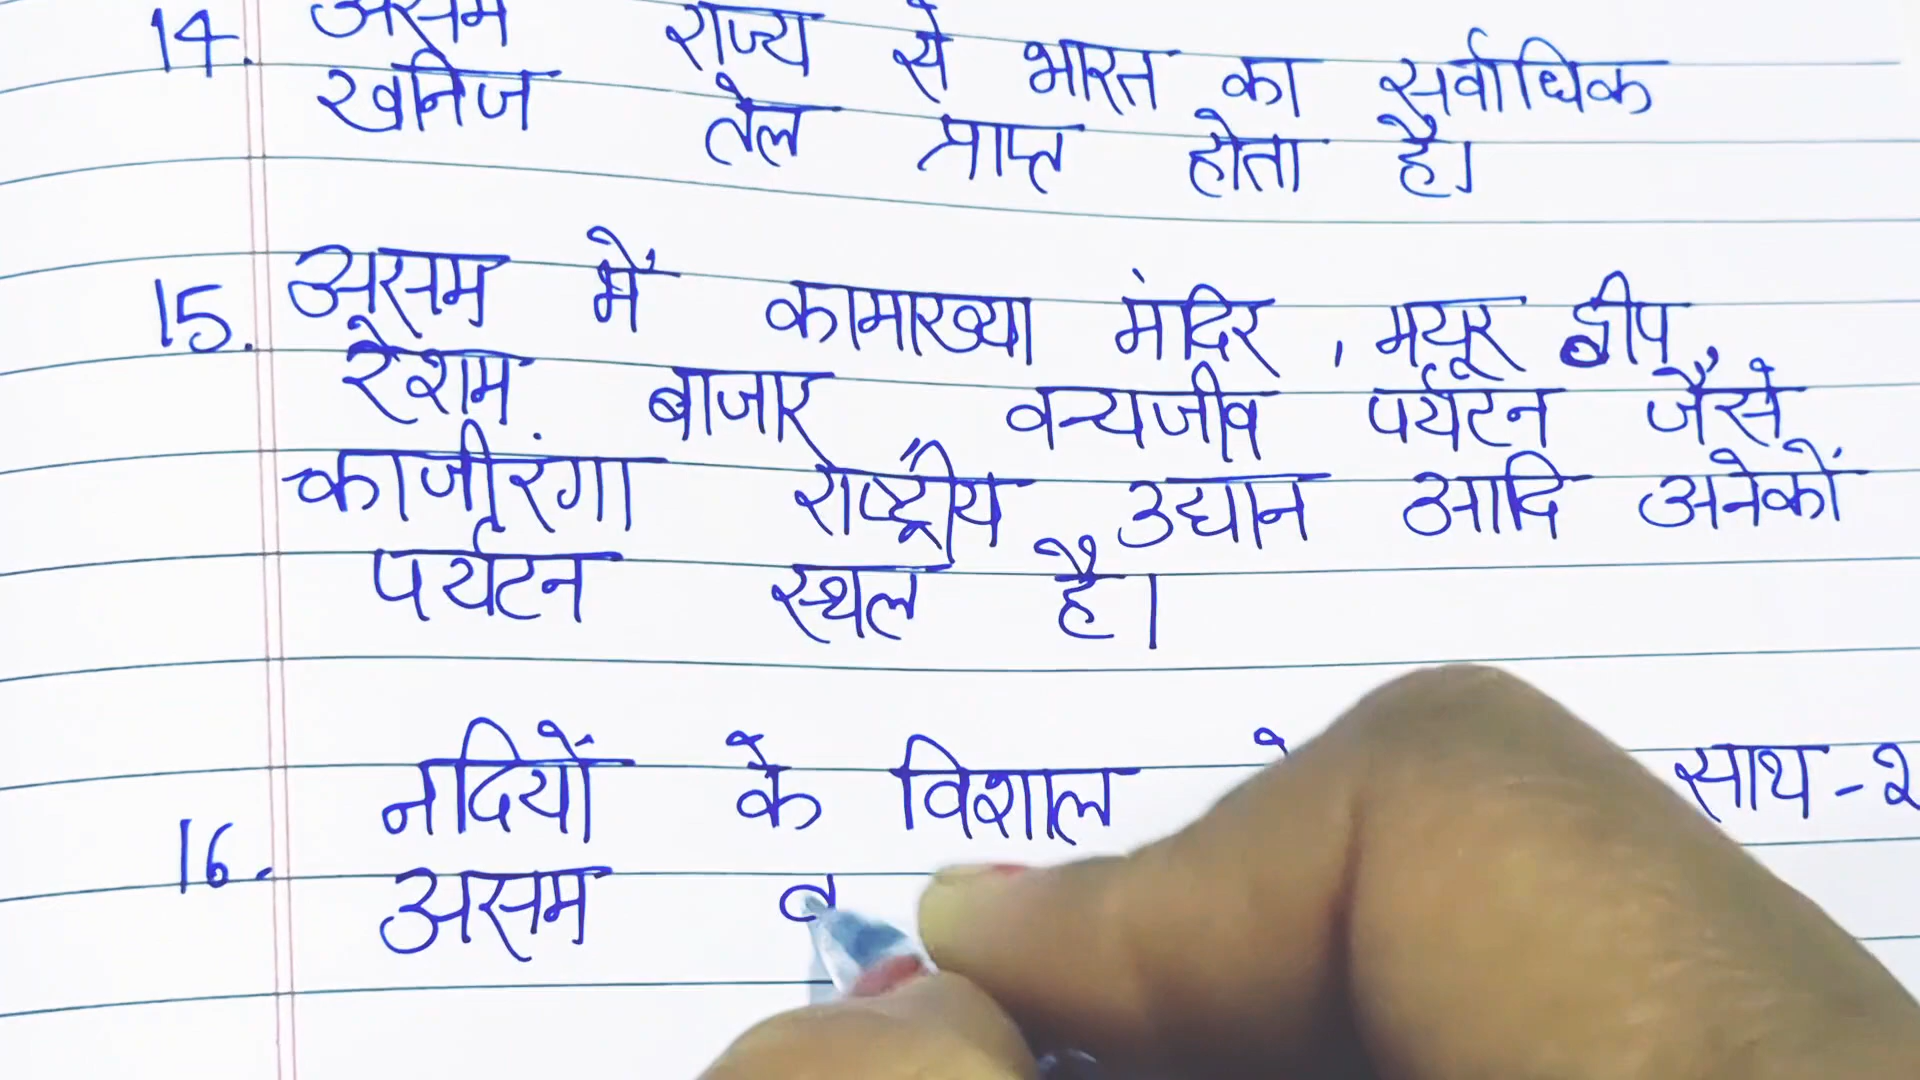 14. असम राज्य से भारत का सर्वाधिक
खनिज तेल प्राप्त होता है।
15. असम में कामाख्या मंदिर, मयूर द्वीप,
रेशम बाजार वन्यजीव पर्यटन जैसे
काजीरंगा राष्ट्रीय उद्यान आदि अनेकों
पर्यटन स्थल है।
16. नदियों के विशाल साथ-२
असम